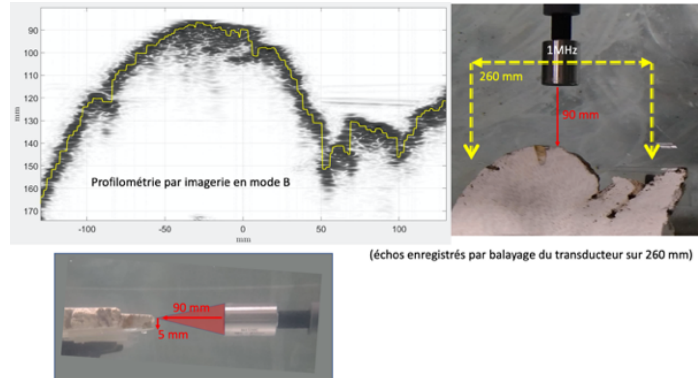 90
100
110
120
130
140
150
160
170
mm
-100
-50
0
50
100
mm
Profilométrie par imagerie en mode B
1MHz
260 mm
90 mm
(échos enregistrés par balayage du transducteur sur 260 mm)
90 mm
5 mm